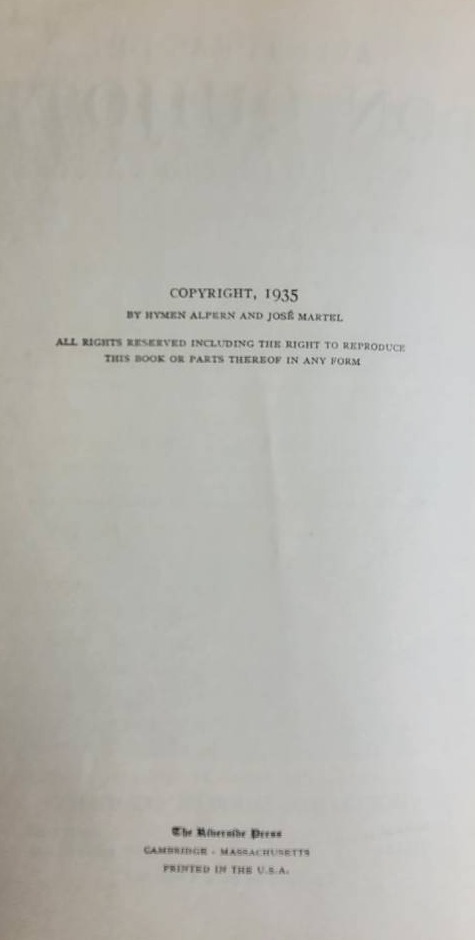 COPYRIGHT, 1935
BY HYMEN ALPERN AND JOSÉ MARTEL
ALL RIGHTS RESERVED INCLUDING THE RIGHT TO REPRODUCE
THIS BOOK OR PARTS THEREOF IN ANY FORM
The Riverside Press
CAMBRIDGE · MASSACHUSETTS
PRINTED IN THE U.S.A.